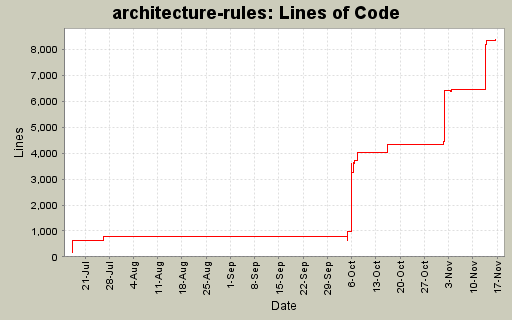 architecture-rules: Lines of Code
Lines
8,000
7,000
6,000
5,000
4,000
3,000
2,000
1,000
0
21-Jul
28-Jul
4-Aug
11-Aug
18-Aug
25-Aug
1-Sep
8-Sep
15-Sep
22-Sep
29-Sep
6-Oct
13-Oct
20-Oct
27-Oct
3-Nov
10-Nov
17-Nov
Date